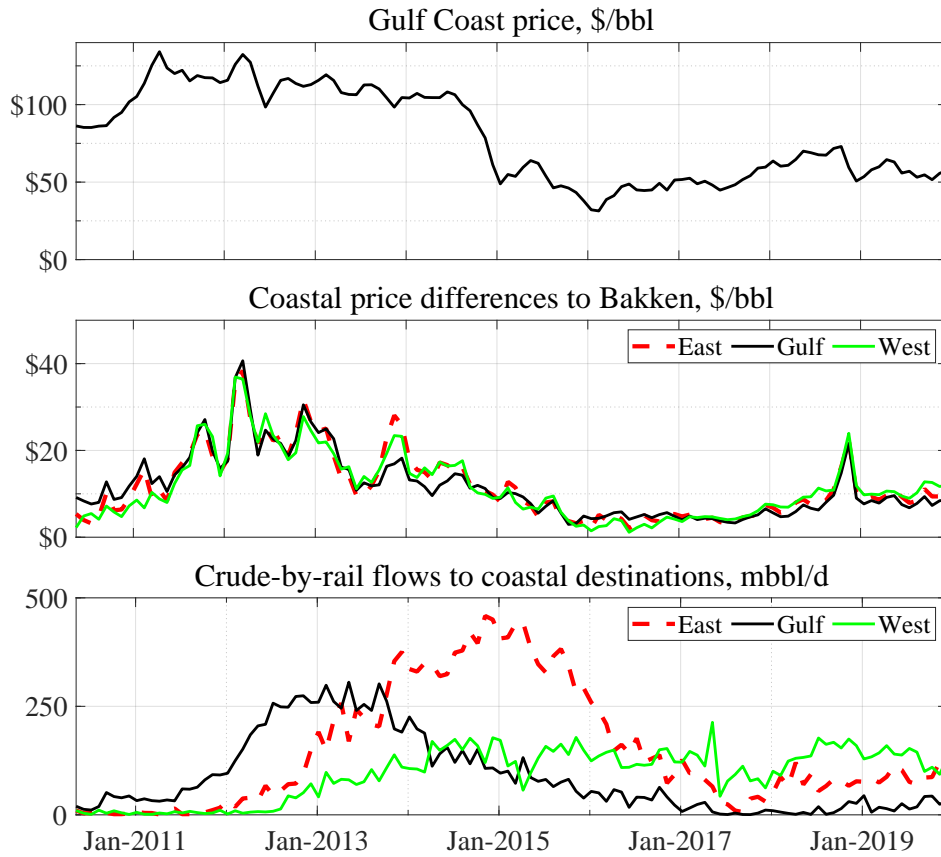 Gulf Coast price, $/bbl
$100
$50
$0
Coastal price differences to Bakken, $/bbl
East Gulf West
$40
$20
$0
Crude-by-rail flows to coastal destinations, mbbl/d
500
East Gulf West
250
0
Jan-2011 Jan-2013 Jan-2015 Jan-2017 Jan-2019